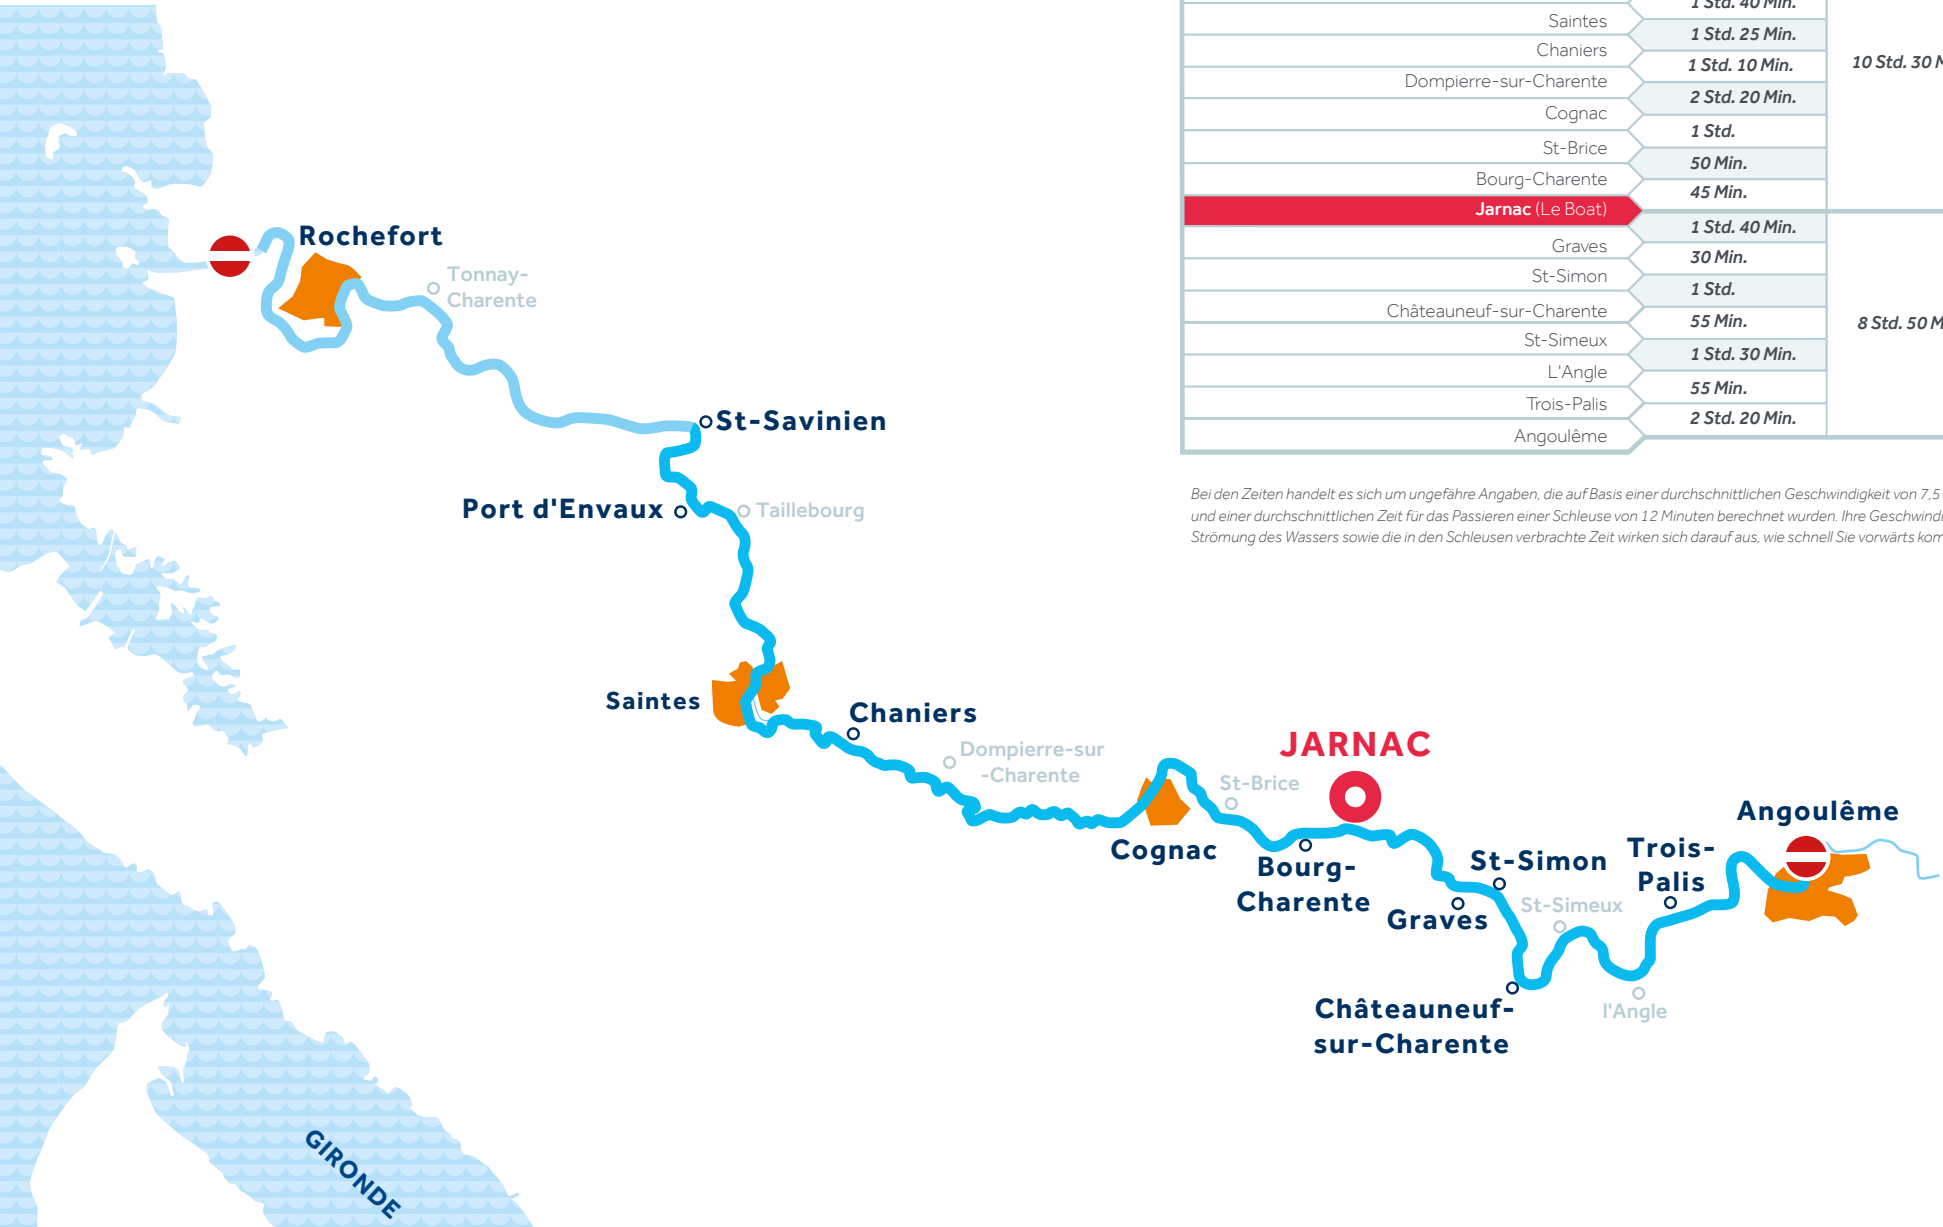 1 Std. 40 Min.
Saintes
1 Std. 25 Min.
Chaniers
1 Std. 10 Min.
10 Std. 30 M
Dompierre-sur-Charente
2 Std. 20 Min.
Cognac
1 Std.
St-Brice
50 Min.
Bourg-Charente
45 Min.
Jarnac (Le Boat)
1 Std. 40 Min.
Graves
30 Min.
St-Simon
1 Std.
Châteauneuf-sur-Charente
55 Min.
8 Std. 50 M
St-Simeux
1 Std. 30 Min.
L'Angle
55 Min.
Trois-Palis
2 Std. 20 Min.
Angoulême
Bei den Zeiten handelt es sich um ungefähre Angaben, die auf Basis einer durchschnittlichen Geschwindigkeit von 7,5
und einer durchschnittlichen Zeit für das Passieren einer Schleuse von 12 Minuten berechnet wurden. Ihre Geschwindi
Strömung des Wassers sowie die in den Schleusen verbrachte Zeit wirken sich darauf aus, wie schnell Sie vorwärts kom
Rochefort
Tonnay-
Charente
St-Savinien
Port d'Envaux
Taillebourg
Saintes
Chaniers
Dompierre-sur
-Charente
Cognac
St-Brice
JARNAC
Bourg-
Charente
Graves
St-Simon
St-Simeux
Châteauneuf-
sur-Charente
l'Angle
Trois-
Palis
Angoulême
GIRONDE